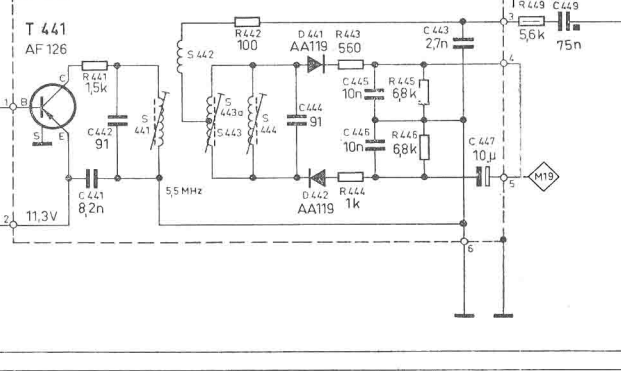 T 441
AF 126
R 441
1,5k
C
B
S
E
1
C 442
91
S
441
C 441
8,2n
2
11,3V
5,5 MHz
S 442
R 442
100
S
443a
S 443
S
444
C 444
91
D 441
AA119
R 443
560
C 445
10n
R 445
6,8k
C 446
10n
R 446
6,8k
D 442
AA119
R 444
1k
C 443
2,7n
C 447
10µ
3
4
5
6
R 449
5,6k
C 449
75n
M19